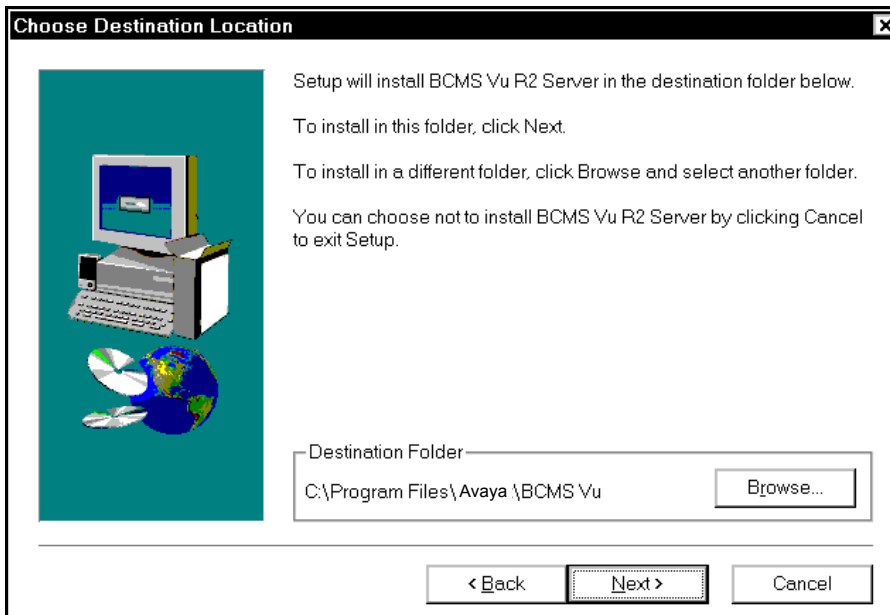 Choose Destination Location
Setup will install BCMS Vu R2 Server in the destination folder below.
To install in this folder, click Next.
To install in a different folder, click Browse and select another folder.
You can choose not to install BCMS Vu R2 Server by clicking Cancel
to exit Setup.
Destination Folder
C:\Program Files\ Avaya \BCMS Vu
Browse...
< Back
Next >
Cancel